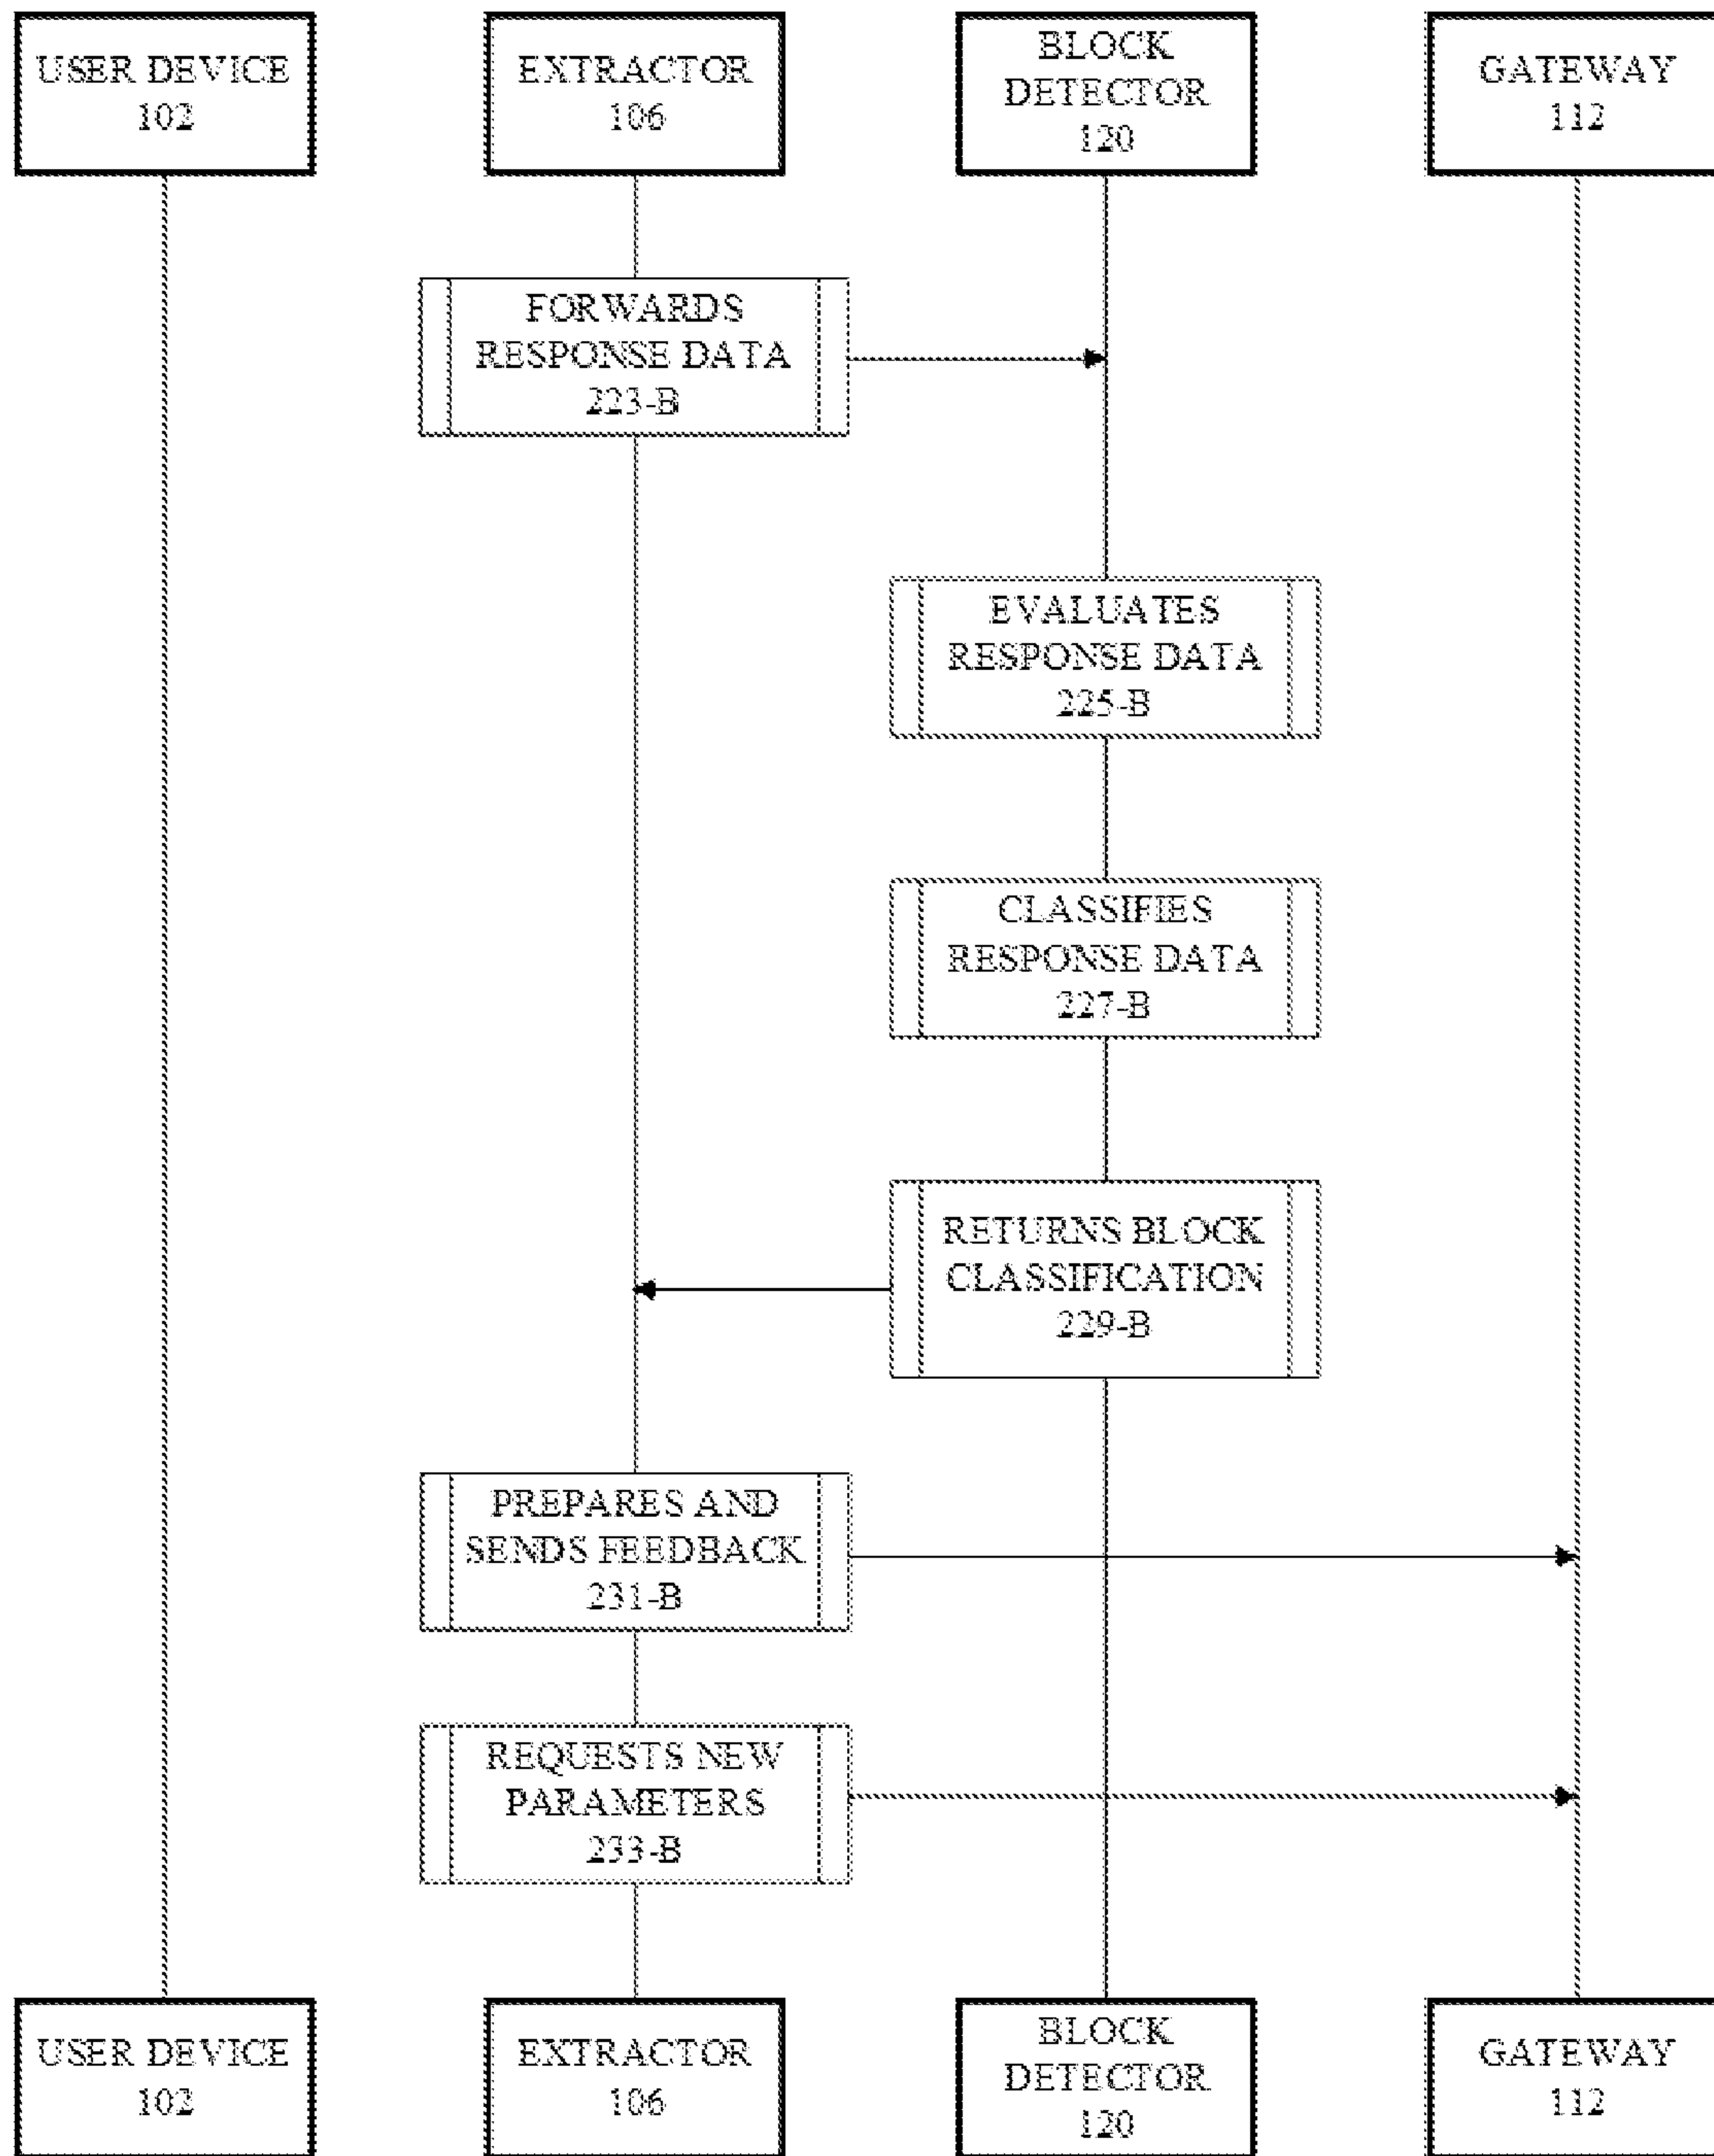 USER DEVICE
102
EXTRACTOR
106
BLOCK
DETECTOR
120
GATEWAY
112
FORWARDS
RESPONSE DATA
223-B
EVALUATES
RESPONSE DATA
225-B
CLASSIFIES
RESPONSE DATA
227-B
RETURNS BLOCK
CLASSIFICATION
229-B
PREPARES AND
SENDS FEEDBACK
231-B
REQUESTS NEW
PARAMETERS
233-B
USER DEVICE
102
EXTRACTOR
106
BLOCK
DETECTOR
120
GATEWAY
112